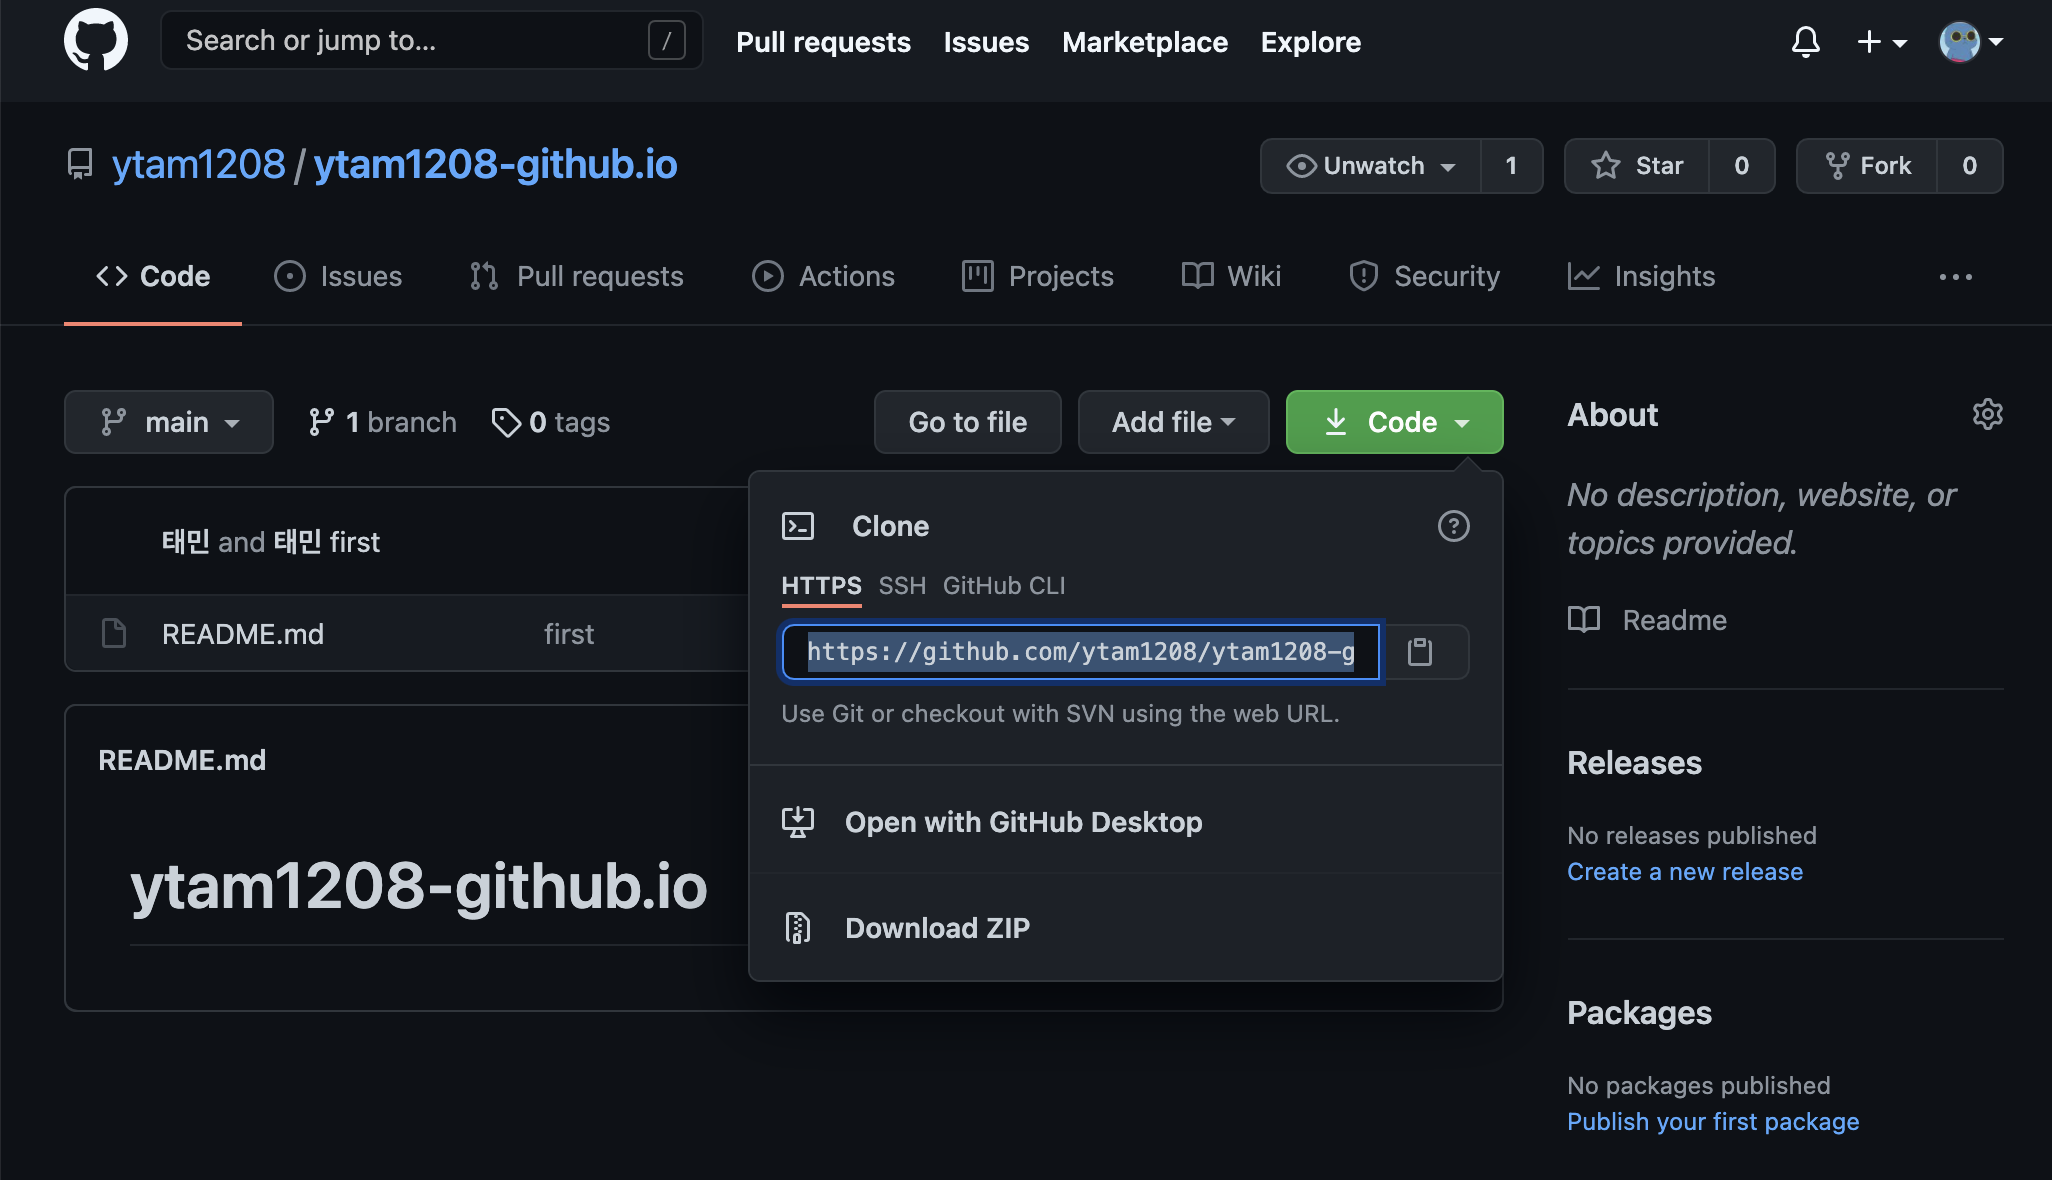 Search or jump to... /
Pull requests Issues Marketplace Explore
ytam1208 / ytam1208-github.io
Unwatch 1 Star 0 Fork 0
Code Issues Pull requests Actions Projects Wiki Security Insights
main 1 branch 0 tags
Go to file Add file Code
태민 and 태민 first
README.md first
README.md
ytam1208-github.io
Clone
HTTPS SSH GitHub CLI
https://github.com/ytam1208/ytam1208-g
Use Git or checkout with SVN using the web URL.
Open with GitHub Desktop
Download ZIP
About
No description, website, or
topics provided.
Readme
Releases
No releases published
Create a new release
Packages
No packages published
Publish your first package